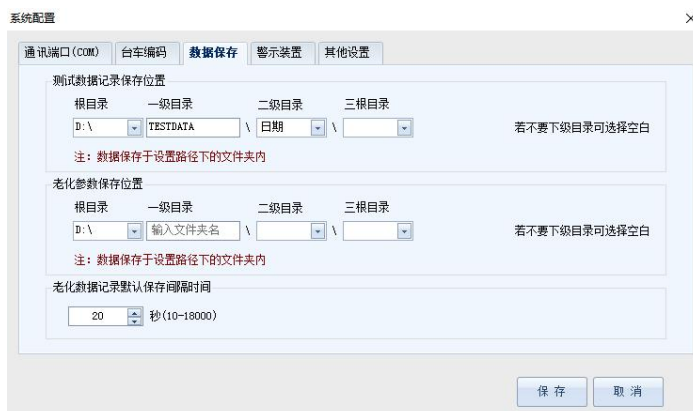 系统配置
通讯端口(COM) 台车编码 数据保存 警示装置 其他设置
测试数据记录保存位置
根目录 一级目录 二级目录 三根目录
D:\ TESTDATA \ 日期 \ 若不要下级目录可选择空白
注：数据保存于设置路径下的文件夹内
老化参数保存位置
根目录 一级目录 二级目录 三根目录
D:\ 输入文件夹名 \ \ 若不要下级目录可选择空白
注：数据保存于设置路径下的文件夹内
老化数据记录默认保存间隔时间
20 秒(10-18000)
保存 取消